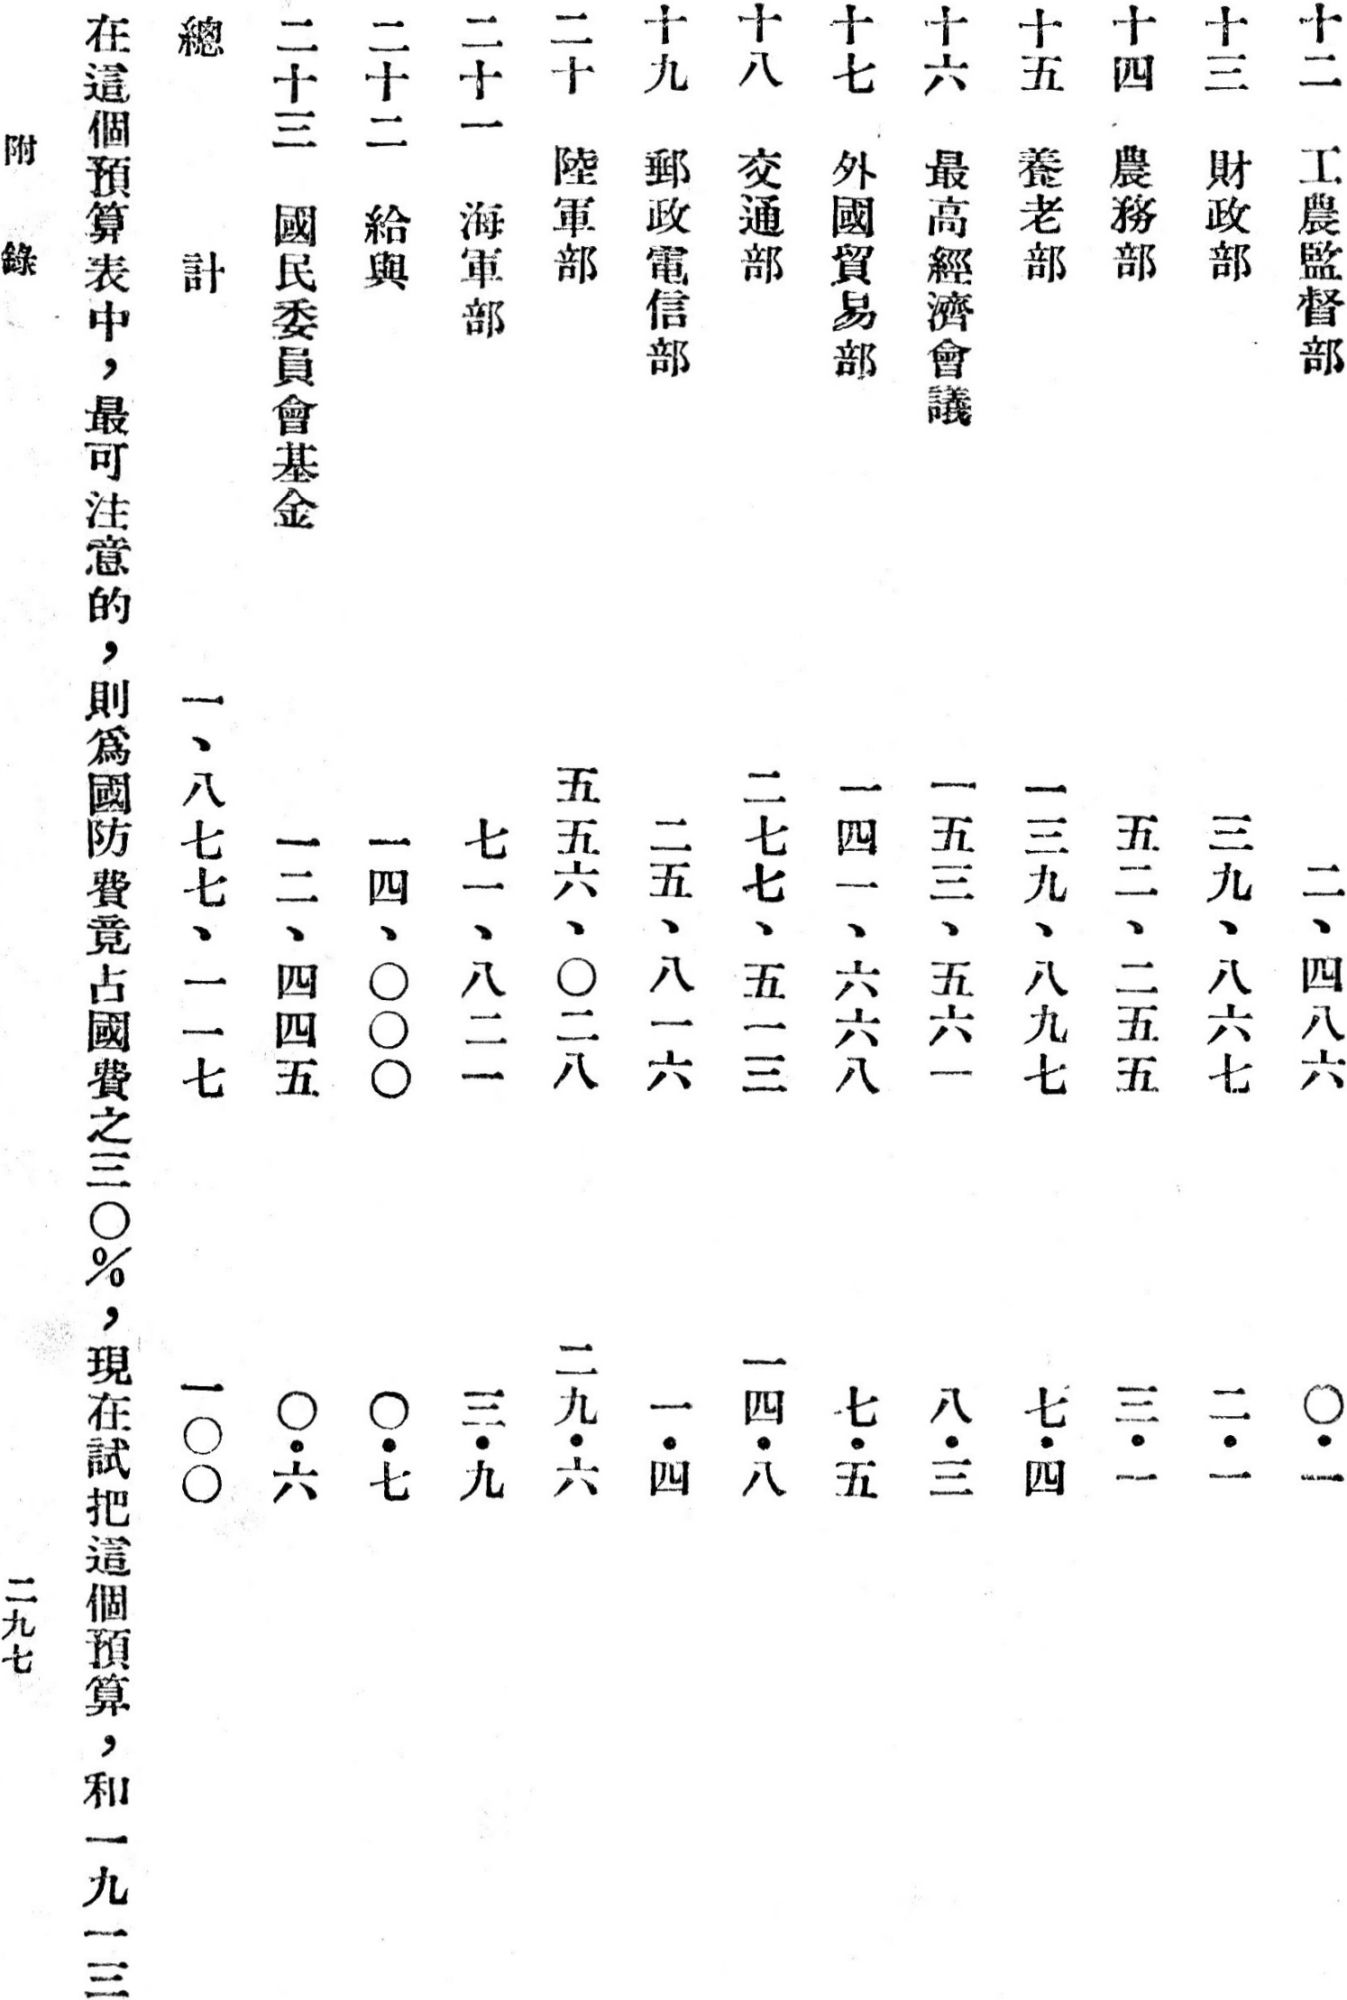 十二　工農監督部　二、四八六　〇・一
十三　財政部　三九、八六七　二・一
十四　農務部　五二、二五五　三・一
十五　養老部　一三九、八九七　七・四
十六　最高經濟會議　一五三、五六一　八・三
十七　外國貿易部　一四一、六六八　七・五
十八　交通部　二七七、五一三　一四・八
十九　郵政電信部　二五、八一六　一・四
二十　陸軍部　五五六、〇二八　二九・六
二十一　海軍部　七一、八二一　三・九
二十二　給與　一四、〇〇〇　〇・七
二十三　國民委員會基金　一二、四四五　〇・六
總計　一、八七七、一一七　一〇〇
在這個預算表中，最可注意的，則爲國防費竟占國費之三〇％，現在試把這個預算，和一九一三
附錄　二九七